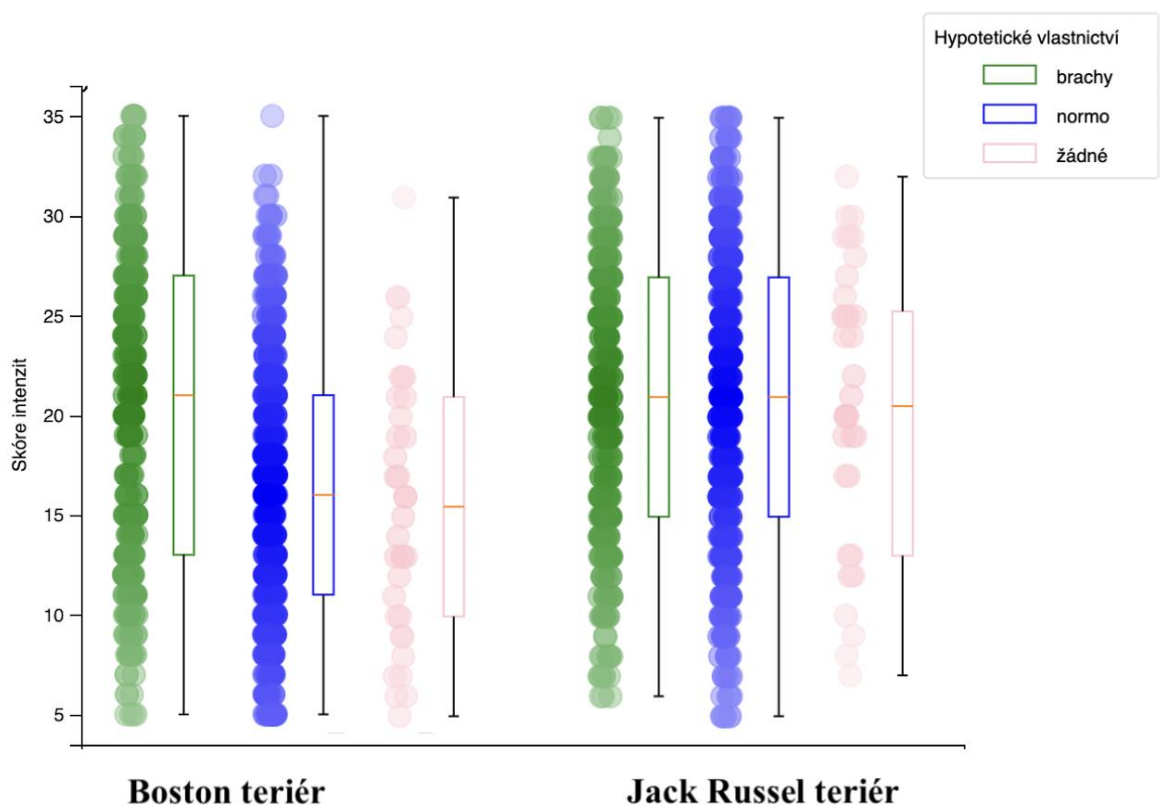 Hypotetické vlastnictví
brachy
normo
žádné
35
30
25
20
15
10
5
Skóre intenzit
Boston teriér
Jack Russel teriér